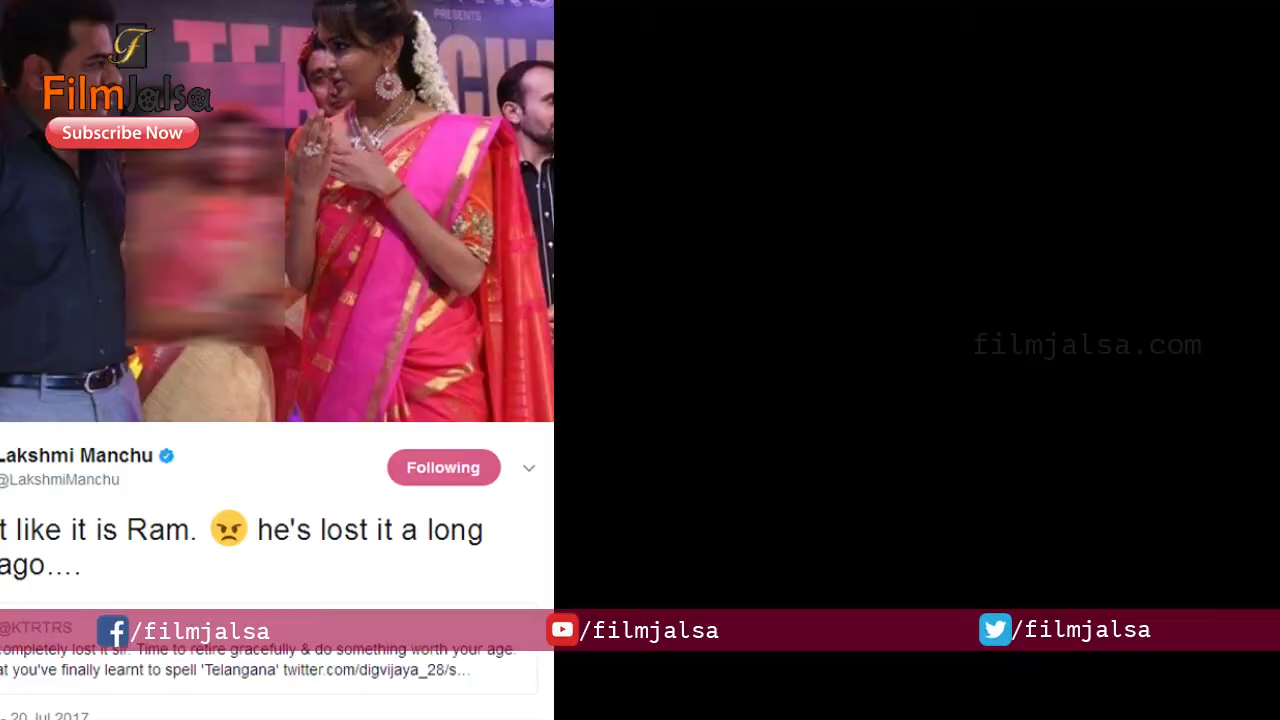 PRESENTS
FilmJalsa
Subscribe Now
filmjalsa.com
Lakshmi Manchu
@LakshmiManchu
Following
t like it is Ram. 😠 he's lost it a long
ago....
@KTRTRS
completely lost it sir. Time to retire gracefully & do something worth your age.
at you've finally learnt to spell 'Telangana' twitter.com/digvijaya_28/s...
/filmjalsa /filmjalsa /filmjalsa
- 20 Jul 2017